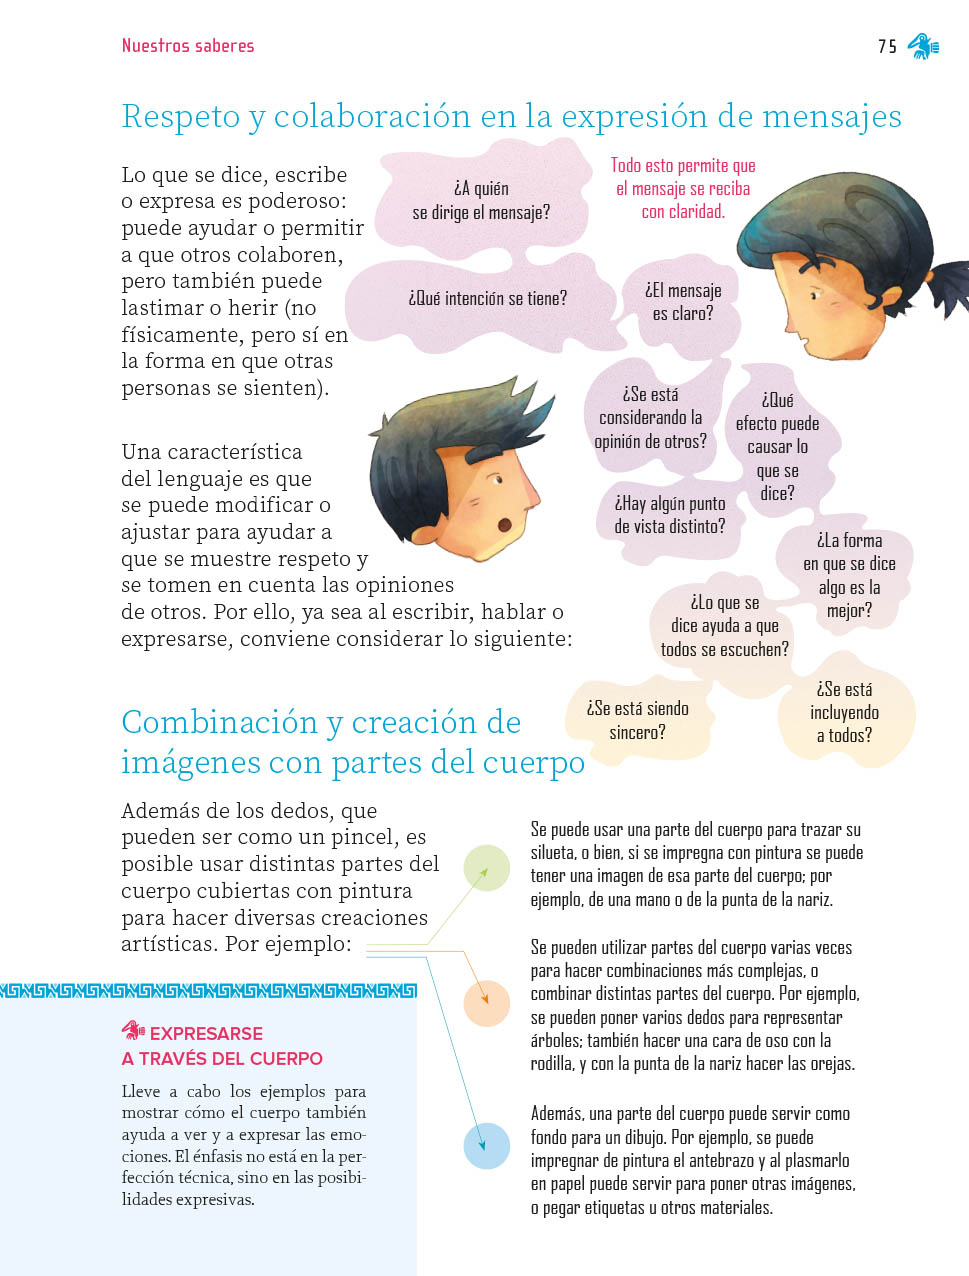 Nuestros saberes
75
Respeto y colaboración en la expresión de mensajes
Lo que se dice, escribe
o expresa es poderoso:
puede ayudar o permitir
a que otros colaboren,
pero también puede
lastimar o herir (no
físicamente, pero sí en
la forma en que otras
personas se sienten).
Una característica
del lenguaje es que
se puede modificar o
ajustar para ayudar a
que se muestre respeto y
se tomen en cuenta las opiniones
de otros. Por ello, ya sea al escribir, hablar o
expresarse, conviene considerar lo siguiente:
¿A quién
se dirige el mensaje?
¿Qué intención se tiene?
¿El mensaje
es claro?
¿Se está
considerando la
opinión de otros?
¿Qué
efecto puede
causar lo
que se
dice?
¿Hay algún punto
de vista distinto?
¿La forma
en que se dice
algo es la
mejor?
¿Lo que se
dice ayuda a que
todos se escuchen?
¿Se está siendo
sincero?
¿Se está
incluyendo
a todos?
Todo esto permite que
el mensaje se reciba
con claridad.
Combinación y creación de
imágenes con partes del cuerpo
Además de los dedos, que
pueden ser como un pincel, es
posible usar distintas partes del
cuerpo cubiertas con pintura
para hacer diversas creaciones
artísticas. Por ejemplo:
Se puede usar una parte del cuerpo para trazar su
silueta, o bien, si se impregna con pintura se puede
tener una imagen de esa parte del cuerpo; por
ejemplo, de una mano o de la punta de la nariz.
Se pueden utilizar partes del cuerpo varias veces
para hacer combinaciones más complejas, o
combinar distintas partes del cuerpo. Por ejemplo,
se pueden poner varios dedos para representar
árboles; también hacer una cara de oso con la
rodilla, y con la punta de la nariz hacer las orejas.
Además, una parte del cuerpo puede servir como
fondo para un dibujo. Por ejemplo, se puede
impregnar de pintura el antebrazo y al plasmarlo
en papel puede servir para poner otras imágenes,
o pegar etiquetas u otros materiales.
EXPRESARSE
A TRAVÉS DEL CUERPO
Lleve a cabo los ejemplos para
mostrar cómo el cuerpo también
ayuda a ver y a expresar las emo-
ciones. El énfasis no está en la per-
fección técnica, sino en las posibi-
lidades expresivas.